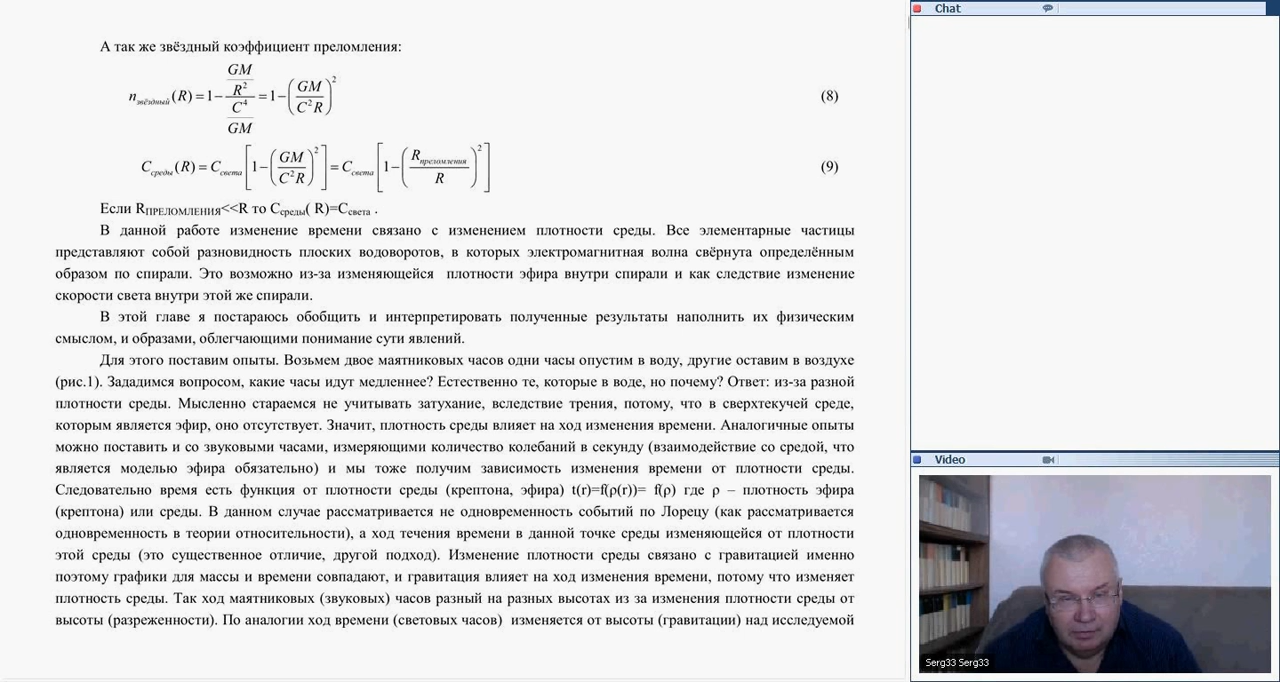 А так же звёздный коэффициент преломления:
n звёздный (R) = 1 − (GM/R²)/(C⁴/GM) = 1 − (GM/C²R)² (8)
C среды (R) = C света [1 − (GM/C²R)²] = C света [1 − (R преломления/R)²] (9)
Если RПРЕЛОМЛЕНИЯ<<R то Cсреды( R)=Cсвета .
В данной работе изменение времени связано с изменением плотности среды. Все элементарные частицы
представляют собой разновидность плоских водоворотов, в которых электромагнитная волна свёрнута определённым
образом по спирали. Это возможно из-за изменяющейся плотности эфира внутри спирали и как следствие изменение
скорости света внутри этой же спирали.
В этой главе я постараюсь обобщить и интерпретировать полученные результаты наполнить их физическим
смыслом, и образами, облегчающими понимание сути явлений.
Для этого поставим опыты. Возьмем двое маятниковых часов одни часы опустим в воду, другие оставим в воздухе
(рис.1). Зададимся вопросом, какие часы идут медленнее? Естественно те, которые в воде, но почему? Ответ: из-за разной
плотности среды. Мысленно стараемся не учитывать затухание, вследствие трения, потому, что в сверхтекучей среде,
которым является эфир, оно отсутствует. Значит, плотность среды влияет на ход изменения времени. Аналогичные опыты
можно поставить и со звуковыми часами, измеряющими количество колебаний в секунду (взаимодействие со средой, что
является моделью эфира обязательно) и мы тоже получим зависимость изменения времени от плотности среды.
Следовательно время есть функция от плотности среды (крептона, эфира) t(r)=f(ρ(r))= f(ρ) где ρ – плотность эфира
(крептона) или среды. В данном случае рассматривается не одновременность событий по Лорецу (как рассматривается
одновременность в теории относительности), а ход течения времени в данной точке среды изменяющейся от плотности
этой среды (это существенное отличие, другой подход). Изменение плотности среды связано с гравитацией именно
поэтому графики для массы и времени совпадают, и гравитация влияет на ход изменения времени, потому что изменяет
плотность среды. Так ход маятниковых (звуковых) часов разный на разных высотах из за изменения плотности среды от
высоты (разреженности). По аналогии ход времени (световых часов) изменяется от высоты (гравитации) над исследуемой
Chat
Video
Serg33 Serg33